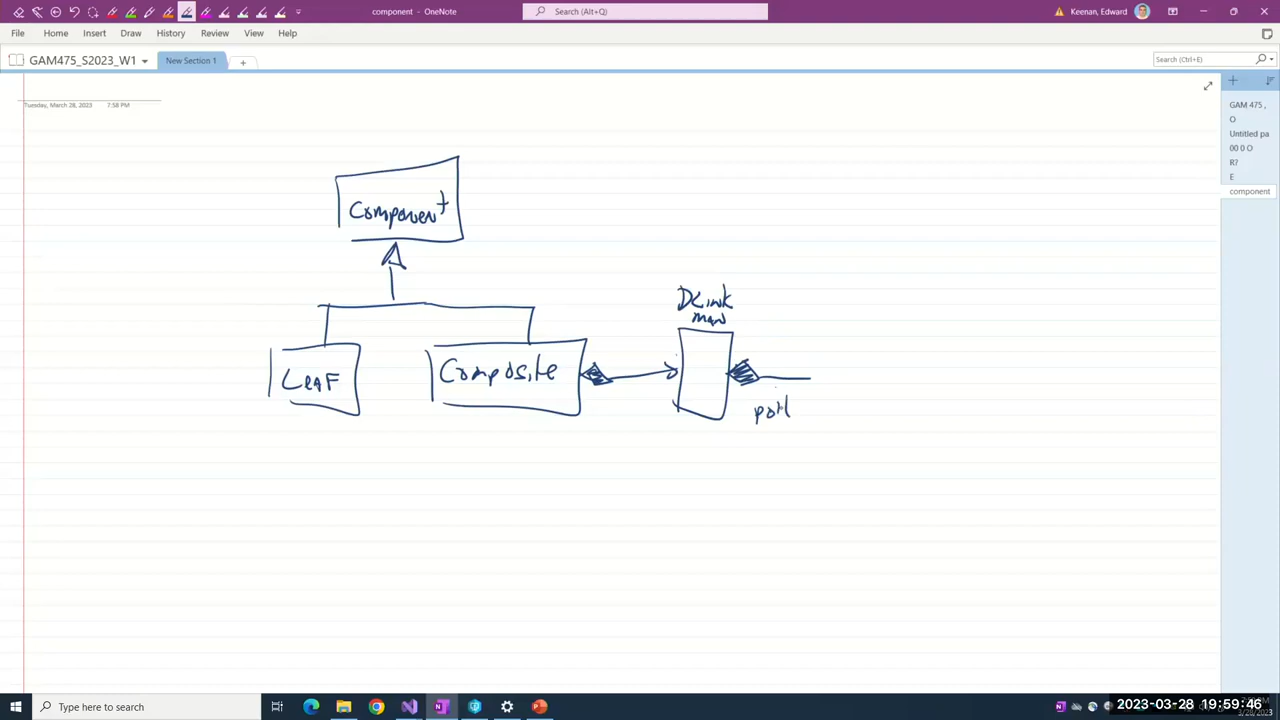 component - OneNote
Search (Alt+Q)
Keenan, Edward
File Home Insert Draw History Review View Help
GAM475_S2023_W1
New Section 1
Search (Ctrl+E)
Tuesday, March 28, 2023 7:58 PM
GAM 475 ,
O
Untitled pa
00 0 O
R?
E
component
Component
Leaf
Composite
DLink
man
Type here to search
2023-03-28 19:59:46